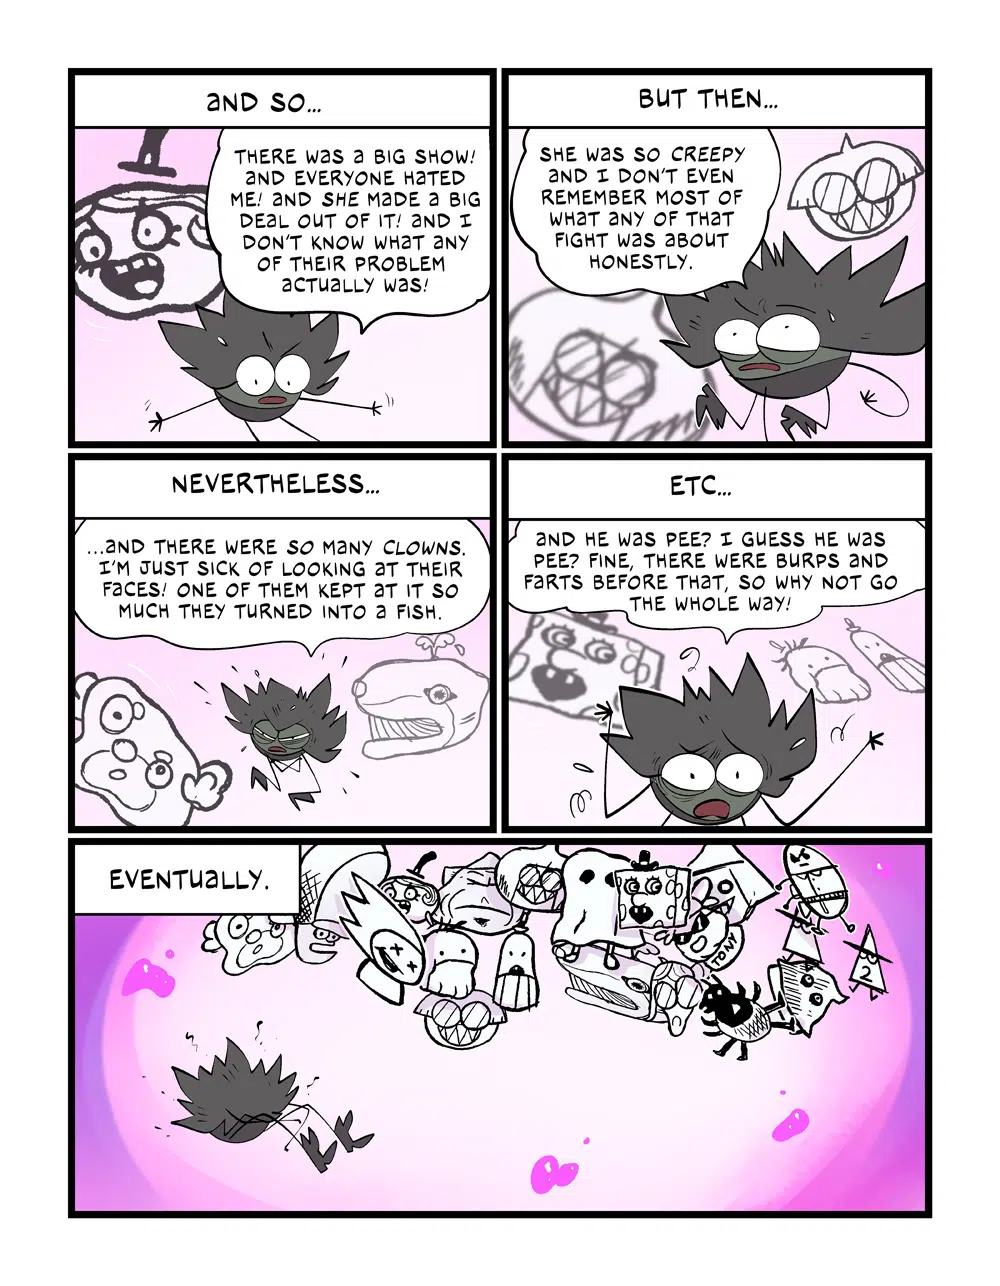 AND SO...
THERE WAS A BIG SHOW!
AND EVERYONE HATED
ME! AND SHE MADE A BIG
DEAL OUT OF IT! AND I
DON'T KNOW WHAT ANY
OF THEIR PROBLEM
ACTUALLY WAS!
BUT THEN...
SHE WAS SO CREEPY
AND I DON'T EVEN
REMEMBER MOST OF
WHAT ANY OF THAT
FIGHT WAS ABOUT
HONESTLY.
NEVERTHELESS...
...AND THERE WERE SO MANY CLOWNS.
I'M JUST SICK OF LOOKING AT THEIR
FACES! ONE OF THEM KEPT AT IT SO
MUCH THEY TURNED INTO A FISH.
ETC...
AND HE WAS PEE? I GUESS HE WAS
PEE? FINE, THERE WERE BURPS AND
FARTS BEFORE THAT, SO WHY NOT GO
THE WHOLE WAY!
EVENTUALLY.
TONY
2